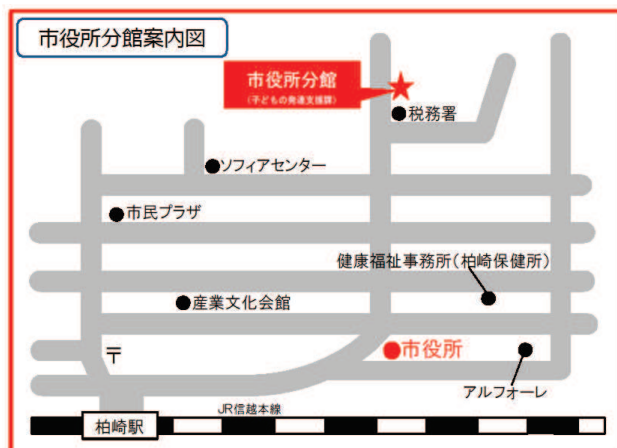 市役所分館案内図
市役所分館
(子どもの発達支援課)
税務署
ソフィアセンター
市民プラザ
健康福祉事務所(柏崎保健所)
産業文化会館
〒
市役所
アルフォーレ
JR信越本線
柏崎駅